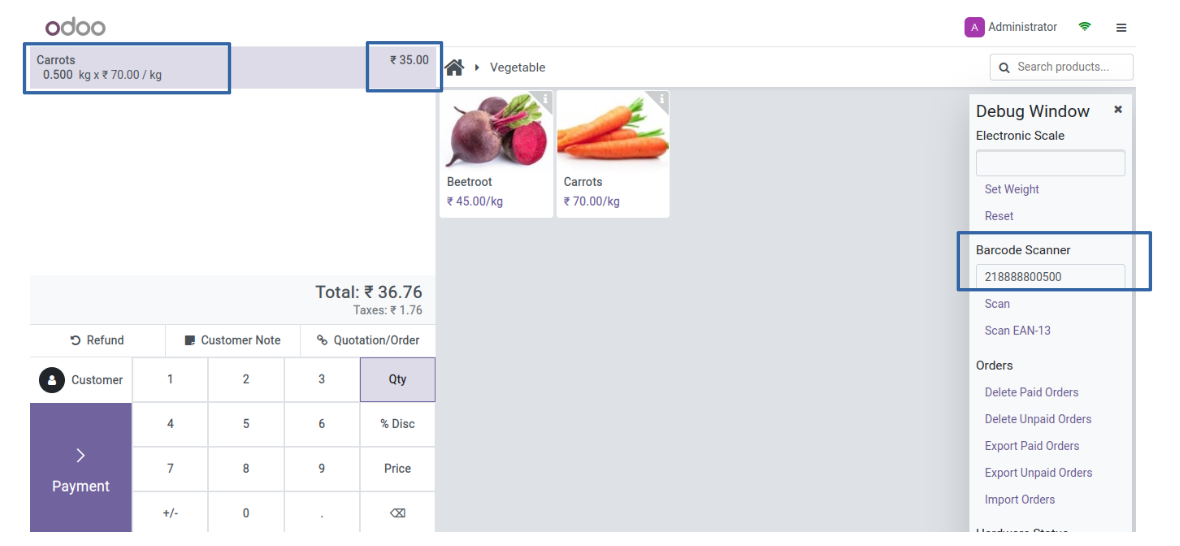 odoo
A Administrator
Carrots
₹ 35.00
0.500 kg x ₹ 70.00 / kg
Vegetable
Search products...
Debug Window ×
Electronic Scale
i
i
Beetroot
Carrots
₹ 45.00/kg
₹ 70.00/kg
Set Weight
Reset
Barcode Scanner
218888800500
Scan
Scan EAN-13
Total: ₹ 36.76
Taxes: ₹ 1.76
Refund
Customer Note
Quotation/Order
Customer
1
2
3
Qty
4
5
6
% Disc
Payment
7
8
9
Price
+/-
0
.
Orders
Delete Paid Orders
Delete Unpaid Orders
Export Paid Orders
Export Unpaid Orders
Import Orders
Hardware Status